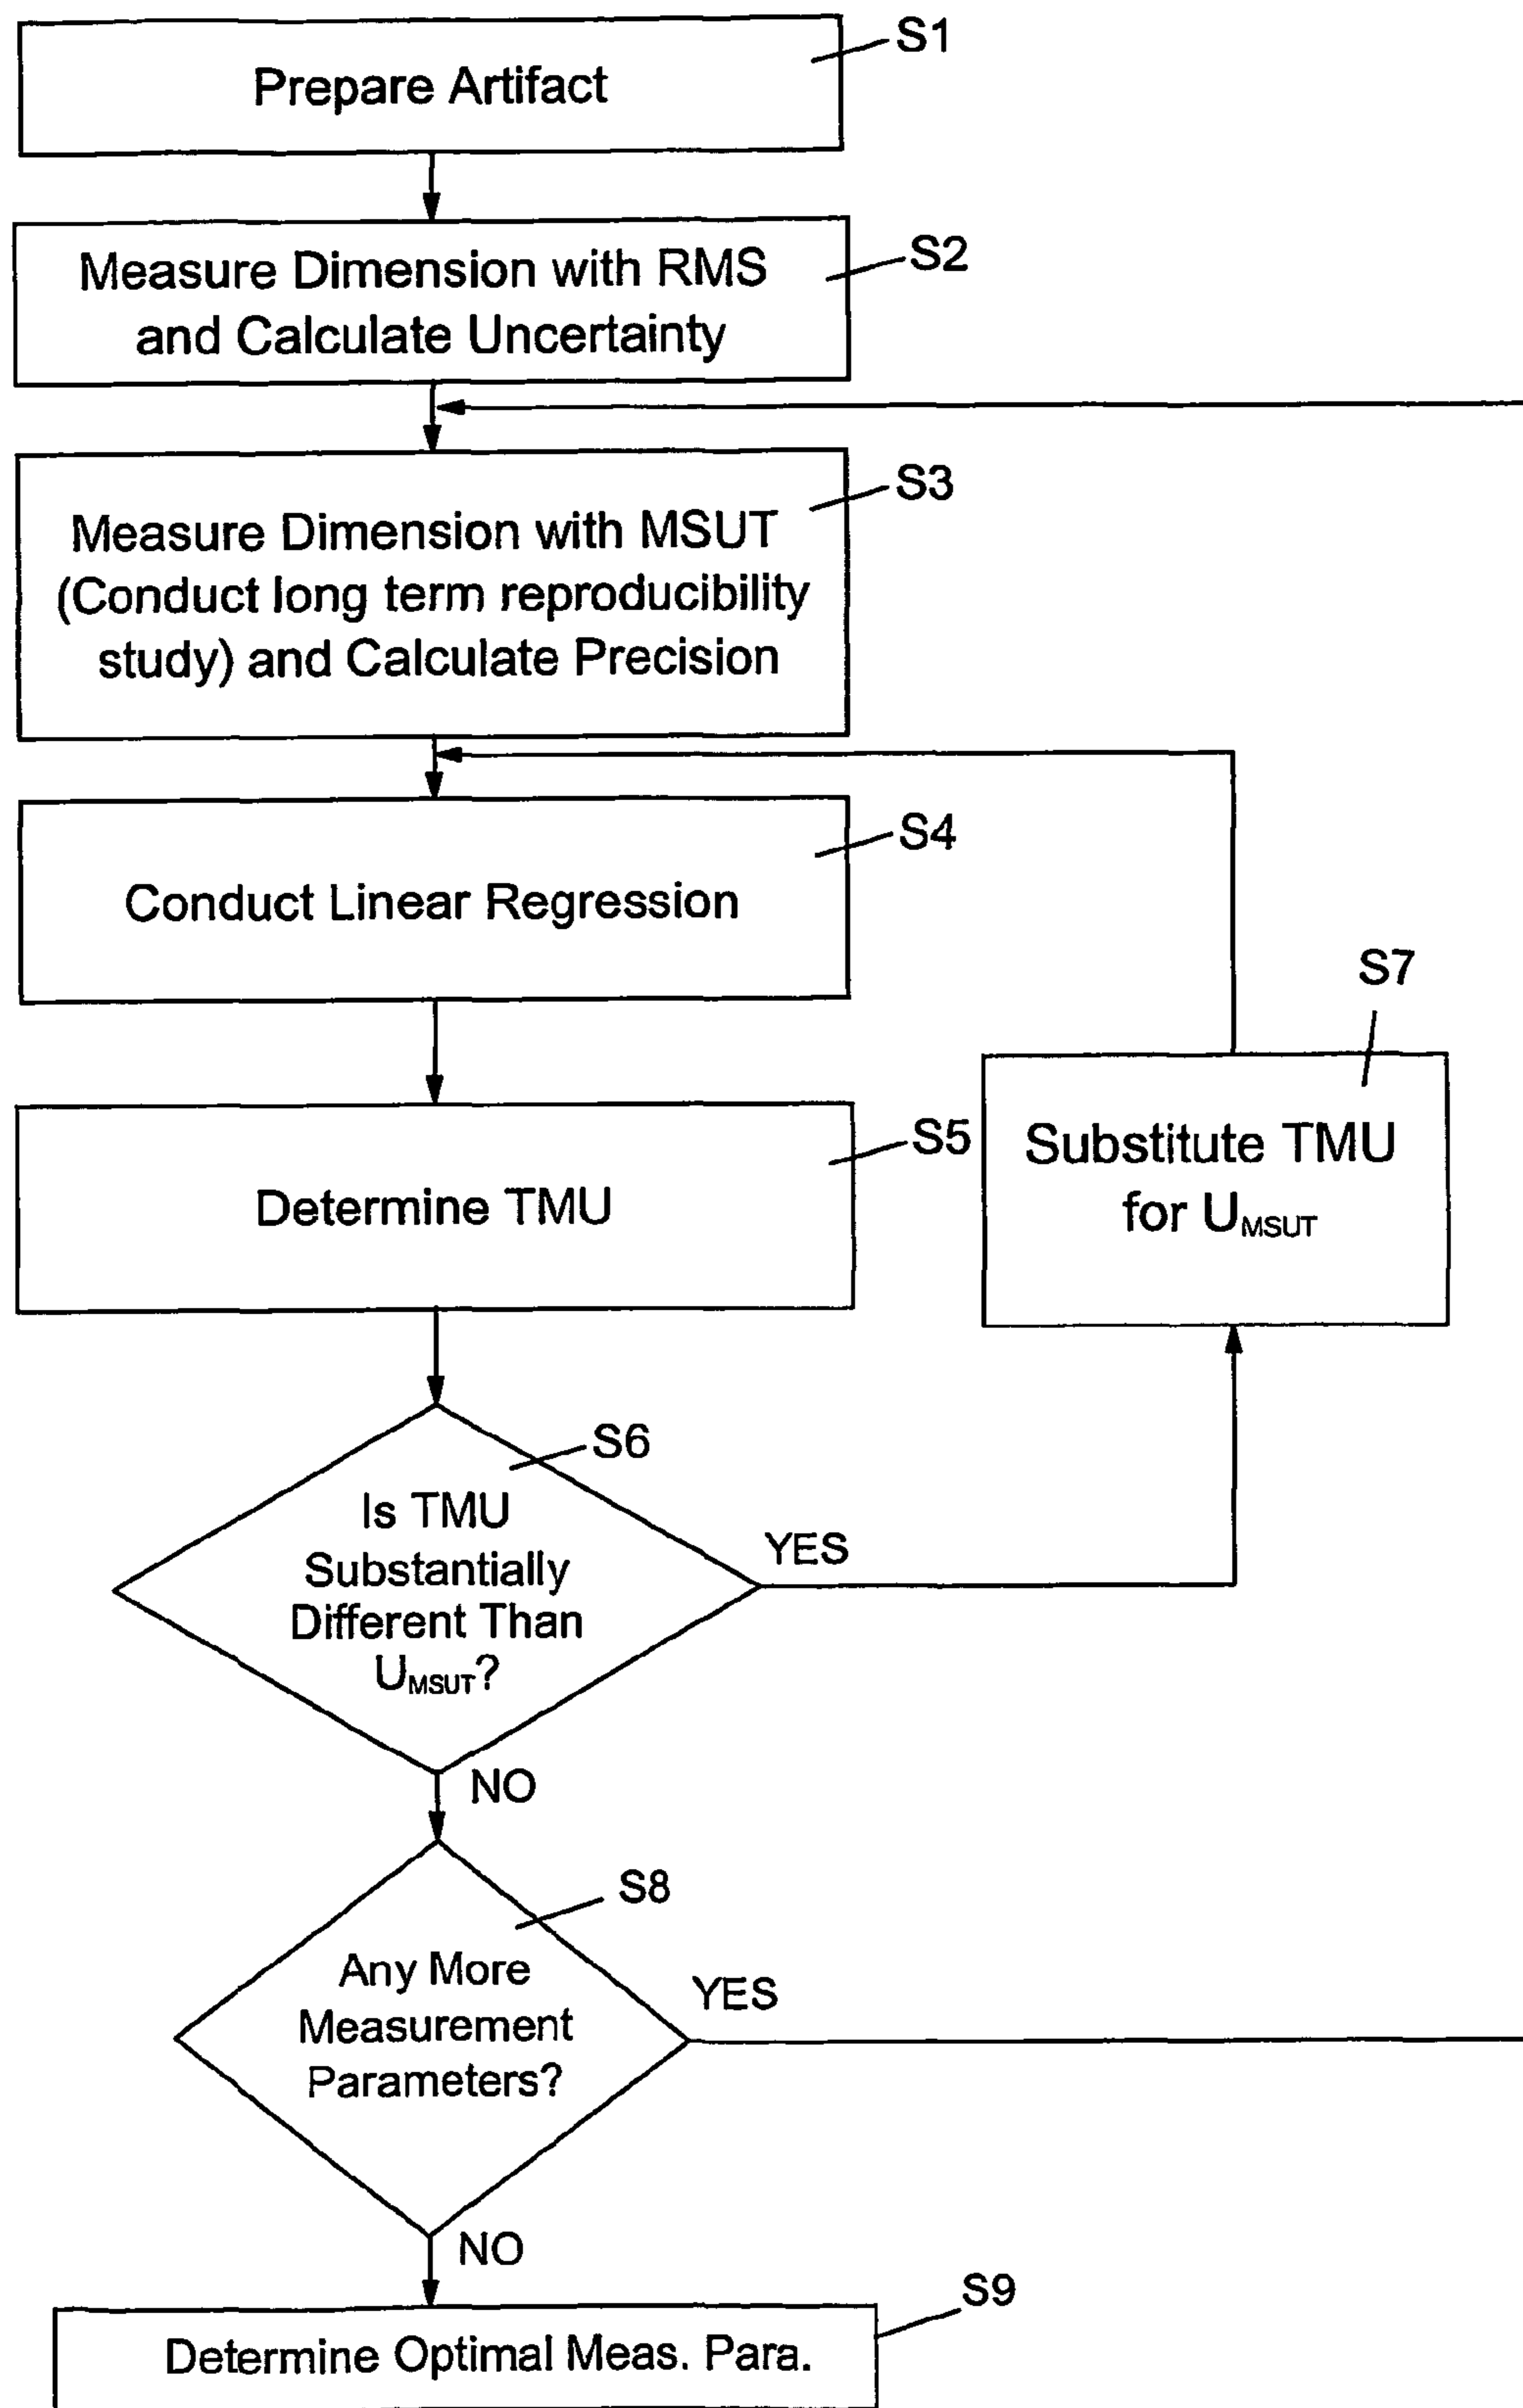 S1
Prepare Artifact
S2
Measure Dimension with RMS
and Calculate Uncertainty
S3
Measure Dimension with MSUT
(Conduct long term reproducibility
study) and Calculate Precision
S4
Conduct Linear Regression
S7
Substitute TMU
for UMSUT
S5
Determine TMU
S6
Is TMU
Substantially
Different Than
UMSUT?
YES
NO
S8
Any More
Measurement
Parameters?
YES
NO
S9
Determine Optimal Meas. Para.